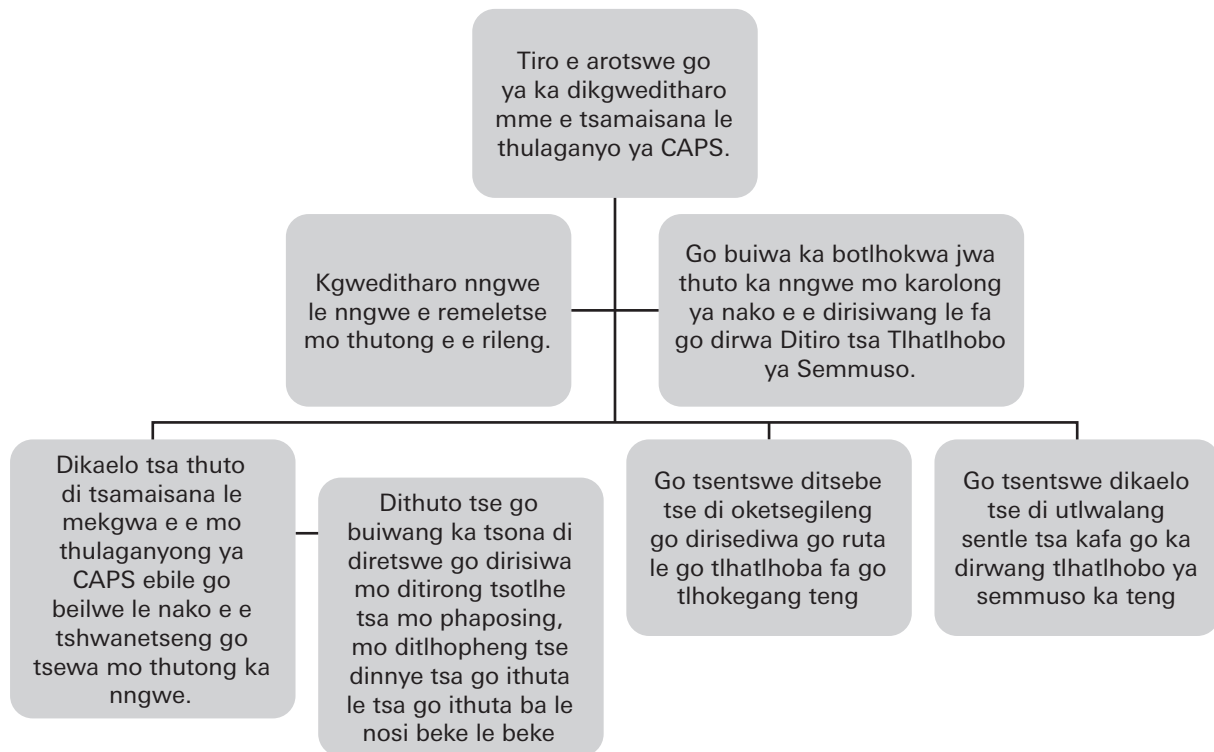 Tiro e arotswe go
ya ka dikgweditharo
mme e tsamaisana le
thulaganyo ya CAPS.
Kgweditharo nngwe
le nngwe e remeletse
mo thutong e e rileng.
Go buiwa ka botlhokwa jwa
thuto ka nngwe mo karolong
ya nako e e dirisiwang le fa
go dirwa Ditiro tsa Tlhatlhobo
ya Semmuso.
Dikaelo tsa thuto
di tsamaisana le
mekgwa e e mo
thulaganyong ya
CAPS ebile go
beilwe le nako e e
tshwanetseng go
tsewa mo thutong ka
nngwe.
Dithuto tse go
buiwang ka tsona di
diretswe go dirisiwa
mo ditirong tsotlhe
tsa mo phaposing,
mo ditlhopheng tse
dinnye tsa go ithuta
le tsa go ithuta ba le
nosi beke le beke
Go tsentswe ditsebe
tse di oketsegileng
go dirisediwa go ruta
le go tlhatlhoba fa go
tlhokegang teng
Go tsentswe dikaelo
tse di utlwalang
sentle tsa kafa go ka
dirwang tlhatlhobo ya
semmuso ka teng